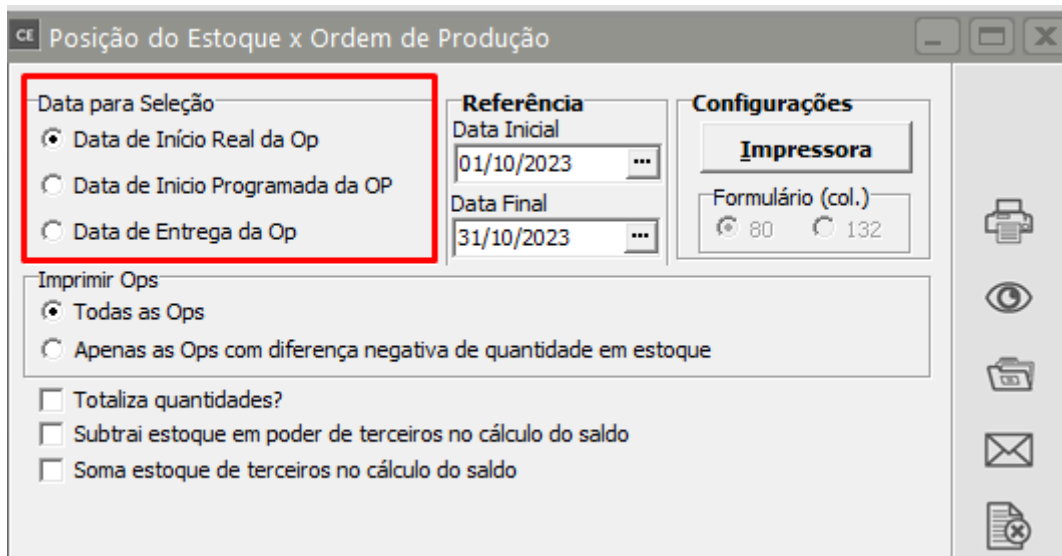 CE Posição do Estoque x Ordem de Produção
Data para Seleção
Data de Início Real da Op
Data de Inicio Programada da OP
Data de Entrega da Op
Referência
Data Inicial
01/10/2023 ...
Data Final
31/10/2023 ...
Configurações
Impressora
Formulário (col.)
80 132
Imprimir Ops
Todas as Ops
Apenas as Ops com diferença negativa de quantidade em estoque
Totaliza quantidades?
Subtrai estoque em poder de terceiros no cálculo do saldo
Soma estoque de terceiros no cálculo do saldo